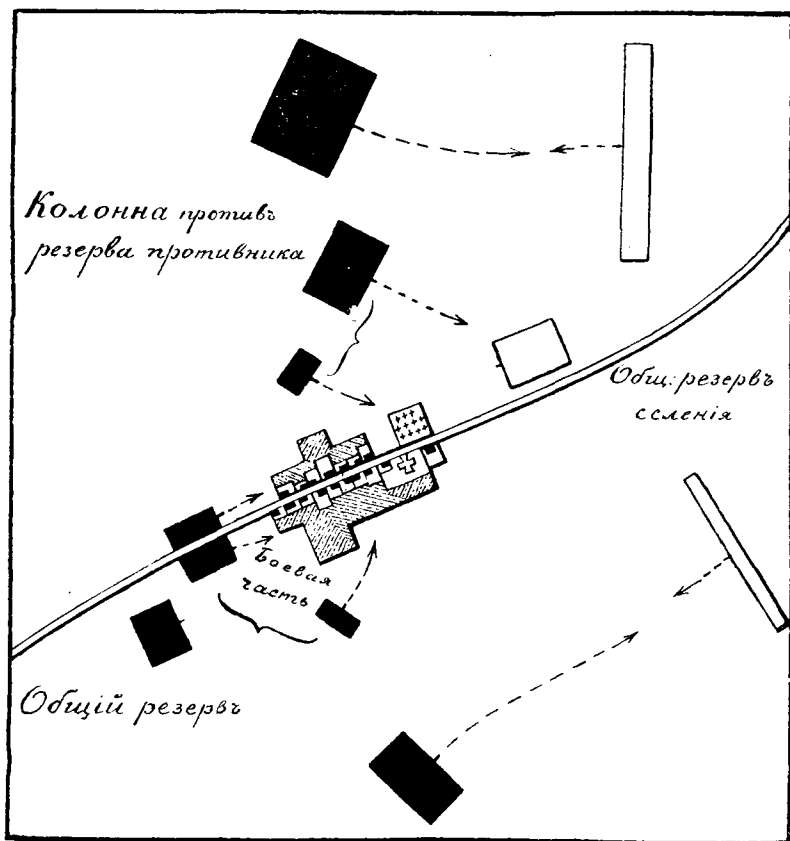 Колонна противъ
резерва противника
Общ: резервъ
селенія
Боевая
часть
Общій резервъ